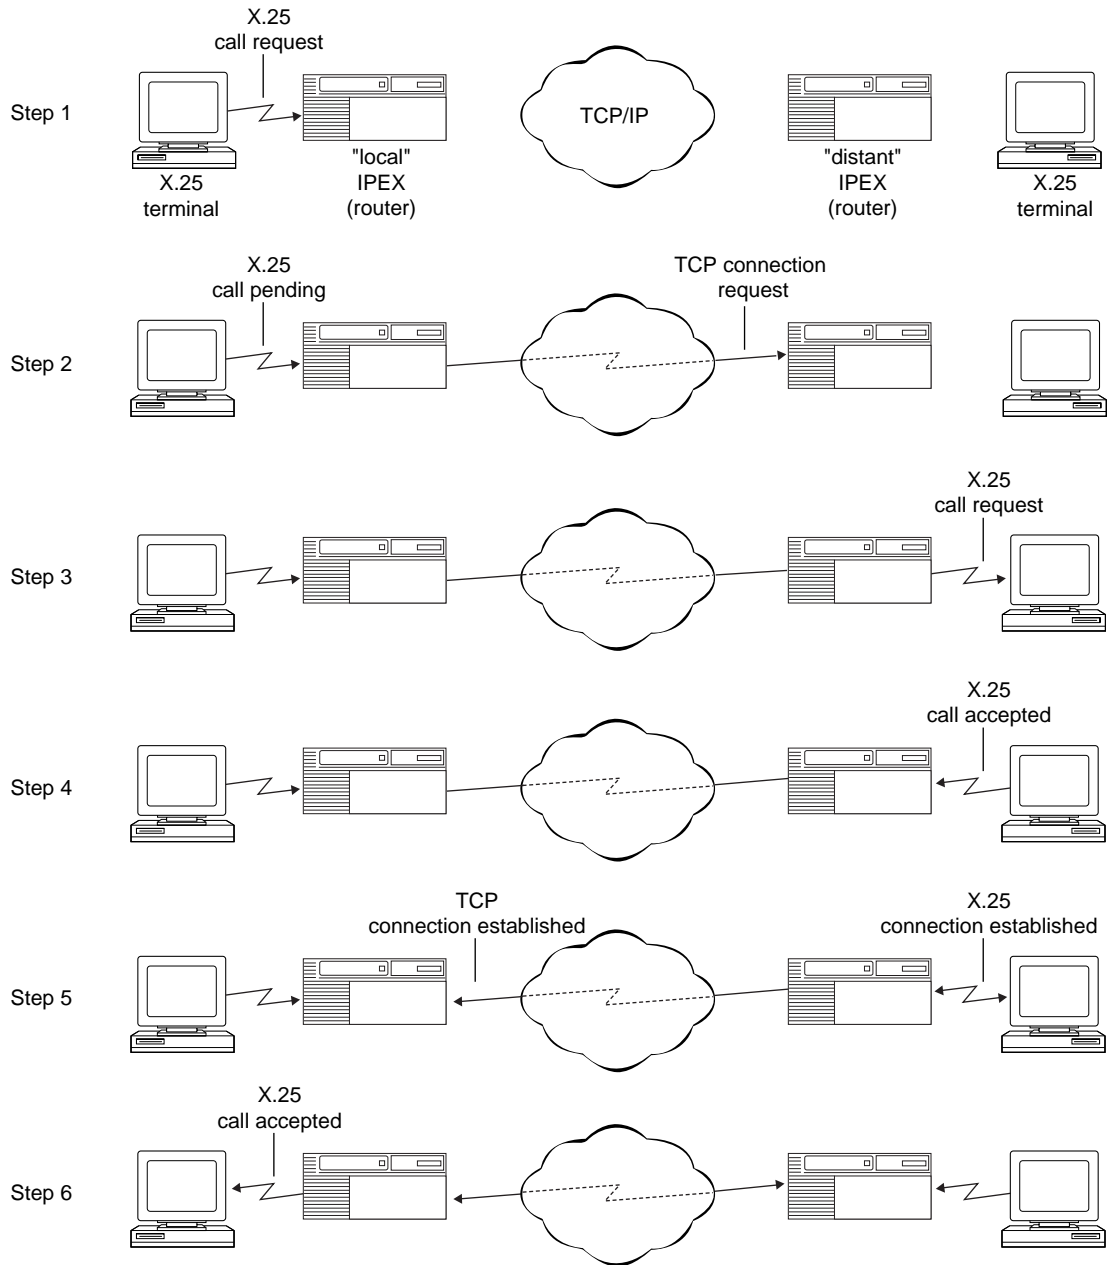 X.25
call request
Step 1
TCP/IP
"local"
IPEX
(router)
"distant"
IPEX
(router)
X.25
terminal
X.25
terminal
X.25
call pending
TCP connection
request
Step 2
X.25
call request
Step 3
X.25
call accepted
Step 4
TCP
connection established
X.25
connection established
Step 5
X.25
call accepted
Step 6